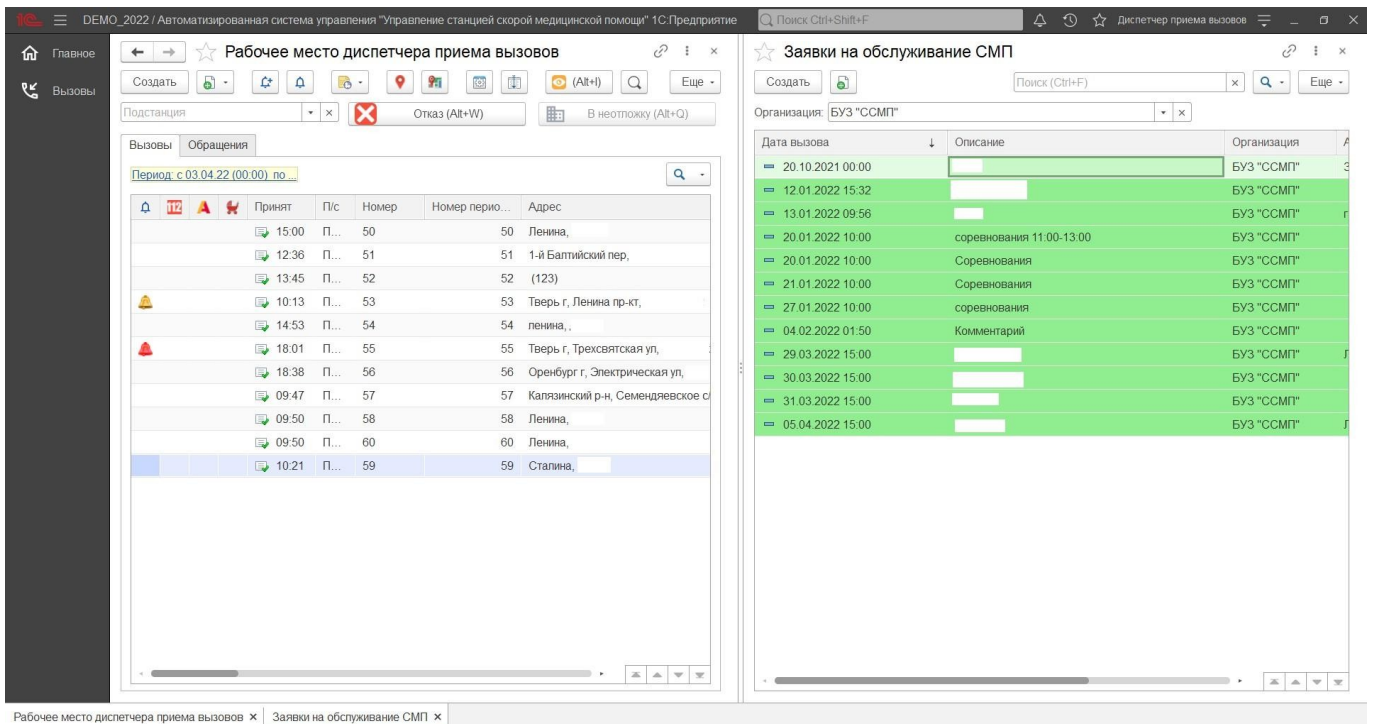 1С DEMO_2022 / Автоматизированная система управления "Управление станцией скорой медицинской помощи" 1С:Предприятие Поиск Ctrl+Shift+F Диспетчер приема вызовов
Главное
Вызовы
Рабочее место диспетчера приема вызовов
Создать (Alt+I) Еще
Подстанция Отказ (Alt+W) В неотложку (Alt+Q)
Вызовы Обращения
Период: с 03.04.22 (00:00) по ...
112 А Принят П/с Номер Номер перио... Адрес
15:00 П... 50 50 Ленина,
12:36 П... 51 51 1-й Балтийский пер,
13:45 П... 52 52 (123)
10:13 П... 53 53 Тверь г, Ленина пр-кт,
14:53 П... 54 54 ленина, ,
18:01 П... 55 55 Тверь г, Трехсвятская ул,
18:38 П... 56 56 Оренбург г, Электрическая ул,
09:47 П... 57 57 Калязинский р-н, Семендяевское с/
09:50 П... 58 58 Ленина,
09:50 П... 60 60 Ленина,
10:21 П... 59 59 Сталина,
Заявки на обслуживание СМП
Создать Поиск (Ctrl+F) Еще
Организация: БУЗ "ССМП"
Дата вызова Описание Организация А
20.10.2021 00:00 БУЗ "ССМП" З
12.01.2022 15:32 БУЗ "ССМП"
13.01.2022 09:56 БУЗ "ССМП" г
20.01.2022 10:00 соревнования 11:00-13:00 БУЗ "ССМП"
20.01.2022 10:00 Соревнования БУЗ "ССМП"
21.01.2022 10:00 Соревнования БУЗ "ССМП"
27.01.2022 10:00 соревнования БУЗ "ССМП"
04.02.2022 01:50 Комментарий БУЗ "ССМП"
29.03.2022 15:00 БУЗ "ССМП" Л
30.03.2022 15:00 БУЗ "ССМП"
31.03.2022 15:00 БУЗ "ССМП"
05.04.2022 15:00 БУЗ "ССМП" Л
Рабочее место диспетчера приема вызовов Заявки на обслуживание СМП